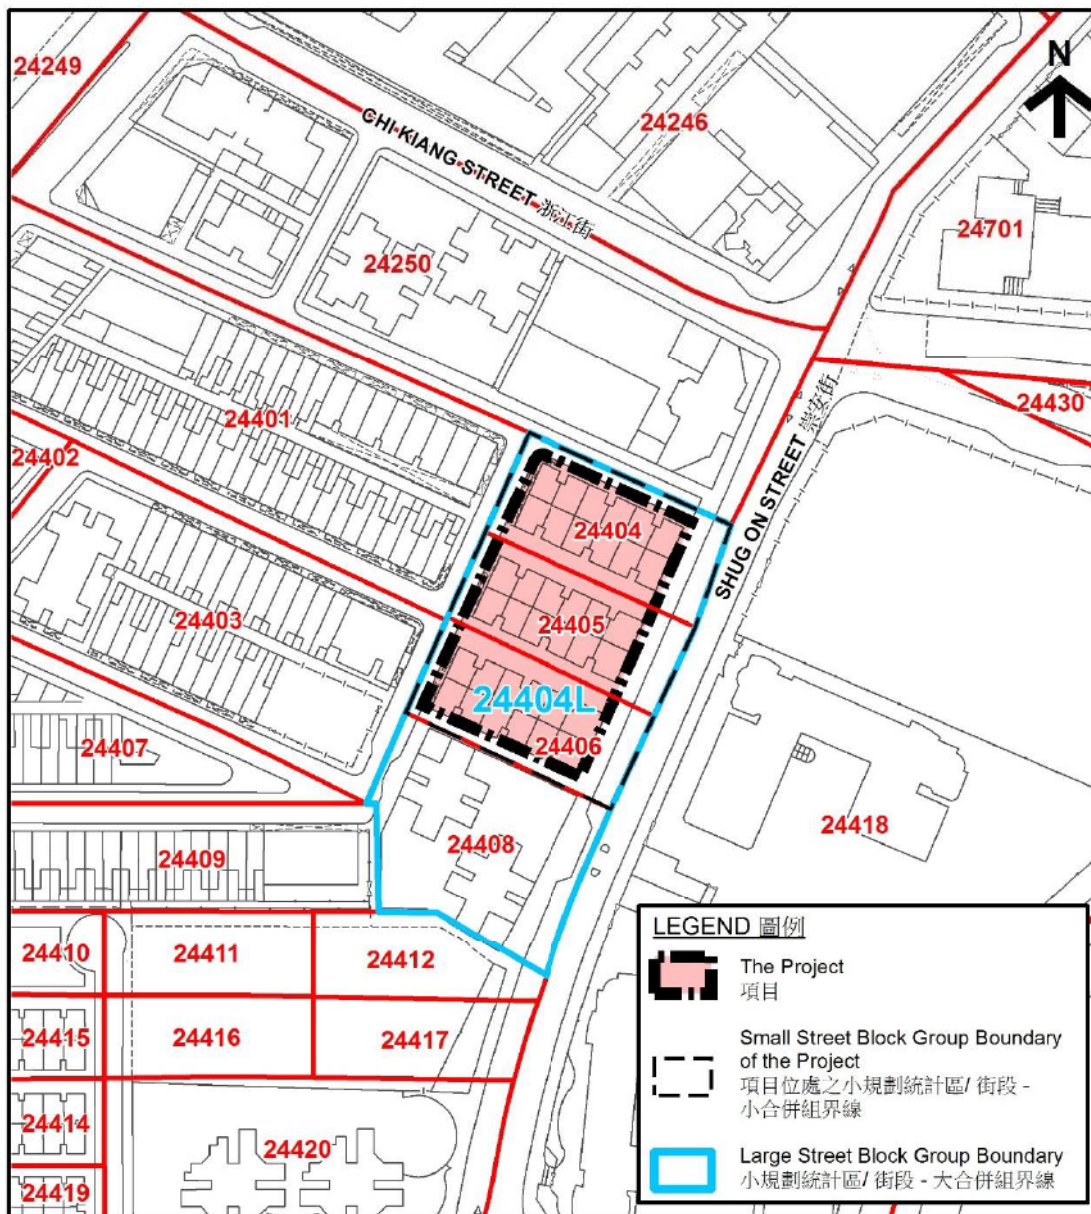 24249
N
24246
CHI KIANG STREET 浙江街
24701
24250
24430
24401
24402
SHUG ON STREET 崇安街
24404
24403
24405
24404L
24406
24407
24418
24408
24409
LEGEND 圖例
The Project
項目
Small Street Block Group Boundary
of the Project
項目位處之小規劃統計區/ 街段 -
小合併組界線
Large Street Block Group Boundary
小規劃統計區/ 街段 - 大合併組界線
24410
24411
24412
24415
24416
24417
24414
24420
24419